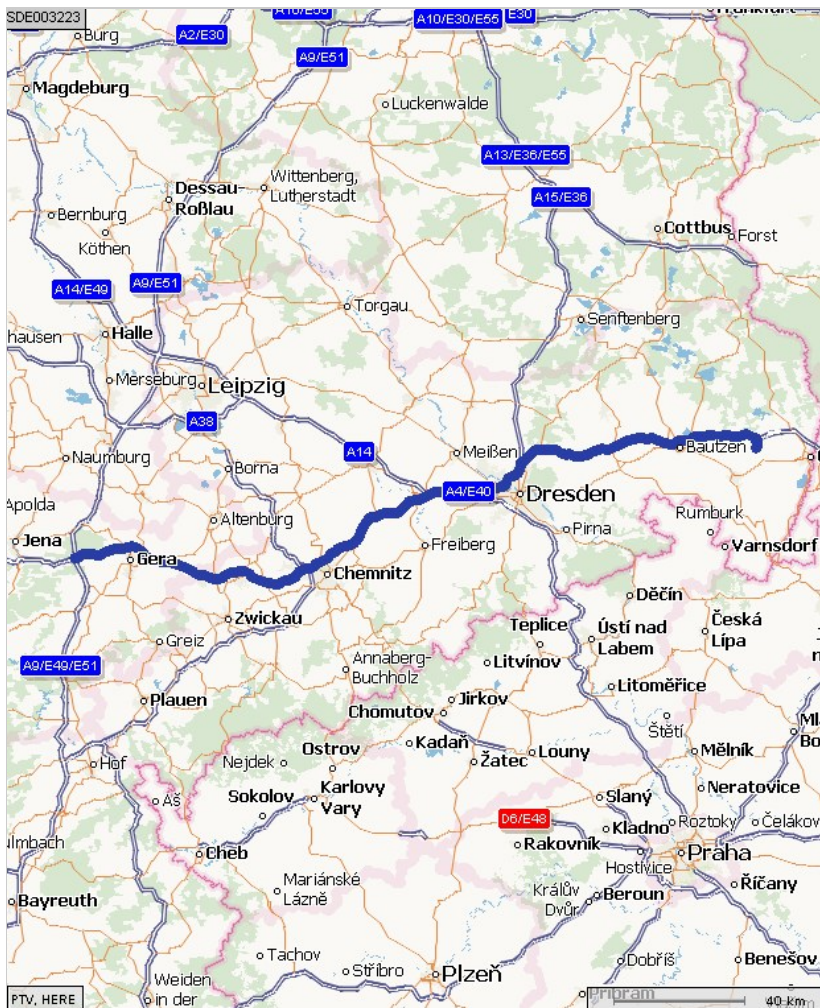 SDE003223
A10/E30/E55
E30
Burg
A2/E30
A9/E51
Magdeburg
Luckenwalde
A13/E36/E55
Wittenberg,
Lutherstadt
Dessau-
Roßlau
A15/E36
Bernburg
Köthen
Cottbus
Forst
A14/E49
A9/E51
Torgau
Senftenberg
Halle
Merseburg
Leipzig
A38
A14
Meißen
Bautzen
Naumburg
Borna
A4/E40
Dresden
Apolda
Altenburg
Pirna
Rumburk
Jena
Gera
Freiberg
Varnsdorf
Chemnitz
Děčín
Zwickau
Teplice
Ústí nad
Labem
Česká
Lípa
Greiz
A9/E49/E51
Annaberg-
Buchholz
Litvínov
Litoměřice
Plauen
Jirkov
Chomutov
Štětí
Kadaň
Louny
Žatec
Mělník
Hof
Nejdek
Ostrov
Neratovice
Aš
Sokolov
Karlovy
Vary
Slaný
D6/E48
Kladno
Roztoky
Čelákov
Cheb
Rakovník
Hostivice
Praha
Mariánské
Lázně
Králův
Dvůr
Beroun
Říčany
Bayreuth
Tachov
Stříbro
Plzeň
Dobříš
Benešov
Weiden
in der
Příbram
PTV, HERE
40 km